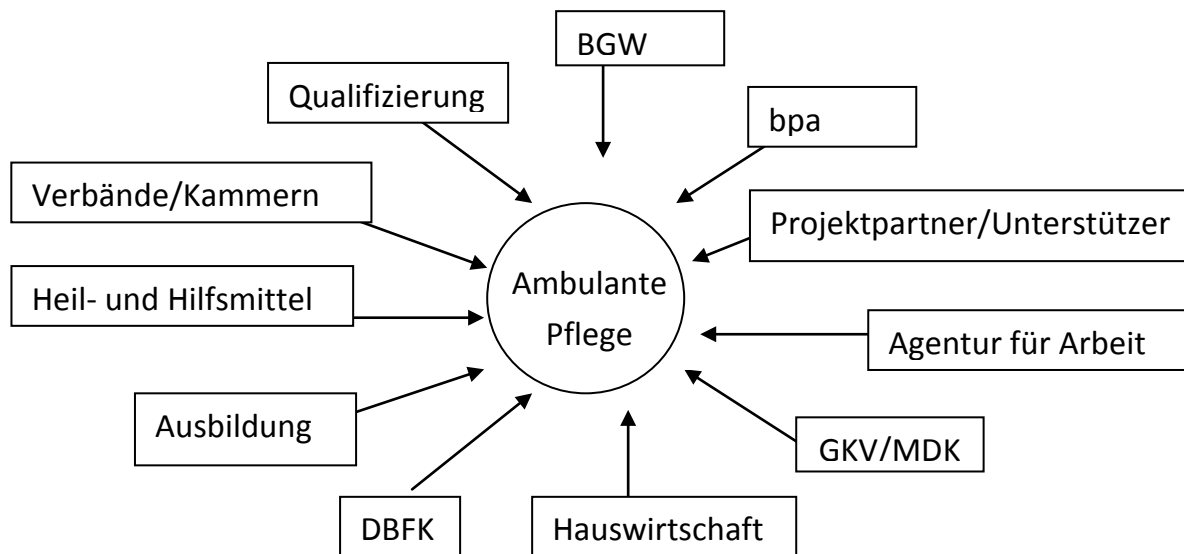 BGW
Qualifizierung
bpa
Verbände/Kammern
Projektpartner/Unterstützer
Heil- und Hilfsmittel
Ambulante
Pflege
Agentur für Arbeit
Ausbildung
GKV/MDK
DBFK
Hauswirtschaft